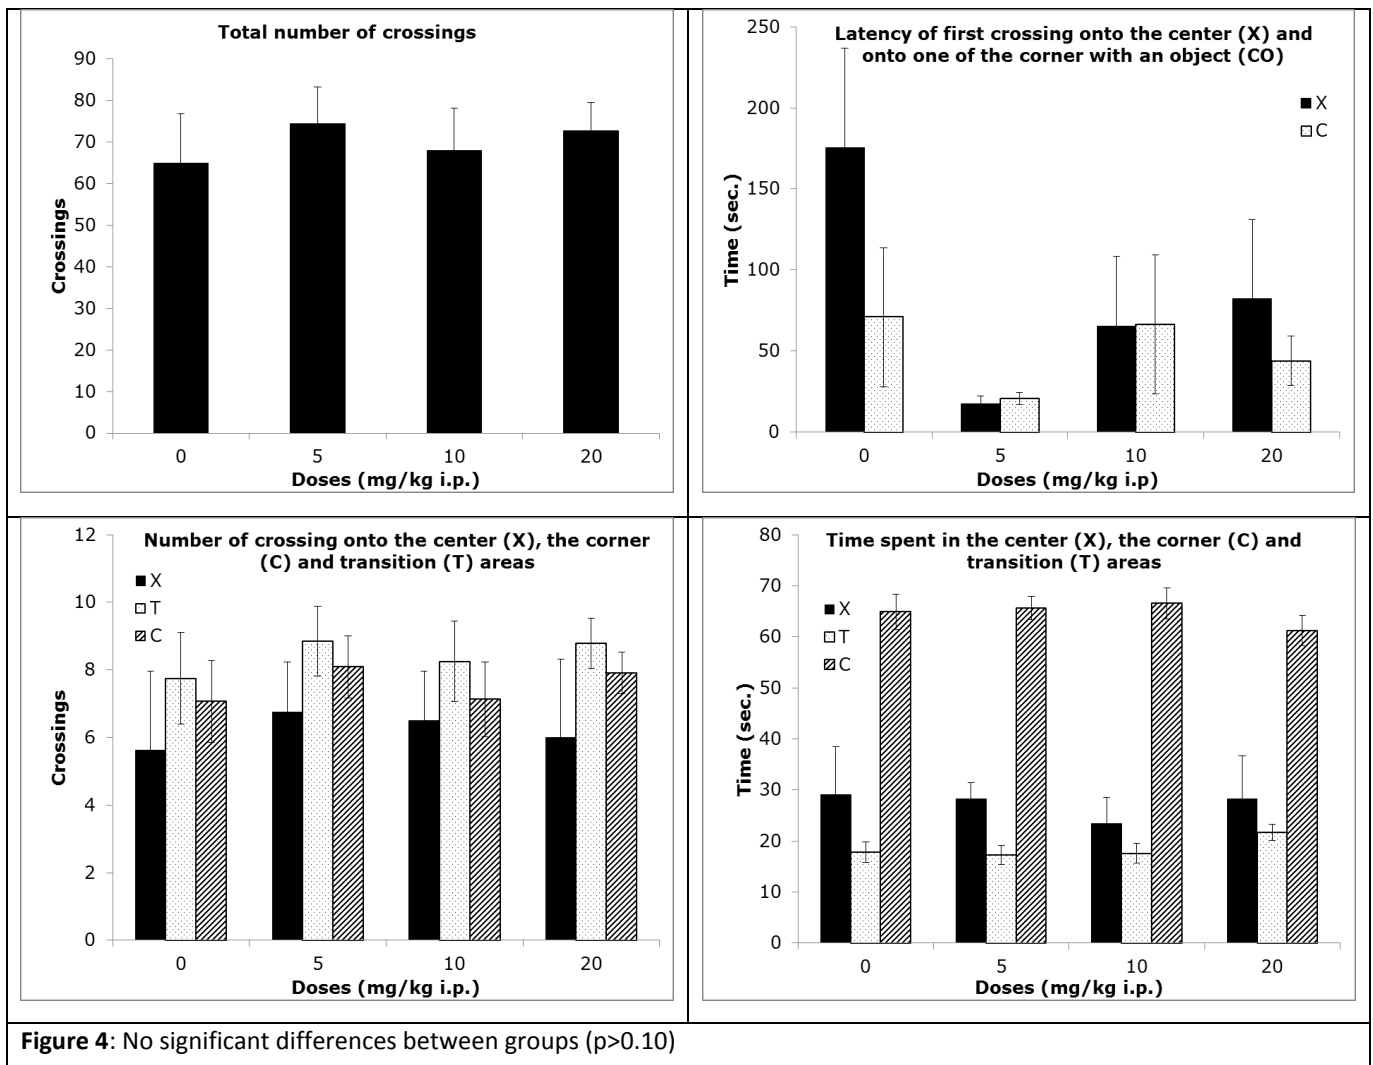 Total number of crossings
90
80
70
60
50
40
30
20
10
0
Crossings
0 5 10 20
Doses (mg/kg i.p.)
Latency of first crossing onto the center (X) and
onto one of the corner with an object (CO)
250
200
150
100
50
0
Time (sec.)
X
C
0 5 10 20
Doses (mg/kg i.p)
Number of crossing onto the center (X), the corner
(C) and transition (T) areas
12
10
8
6
4
2
0
Crossings
X
T
C
0 5 10 20
Doses (mg/kg i.p.)
Time spent in the center (X), the corner (C) and
transition (T) areas
80
70
60
50
40
30
20
10
0
Time (sec.)
X
T
C
0 5 10 20
Doses (mg/kg i.p.)
Figure 4: No significant differences between groups (p>0.10)